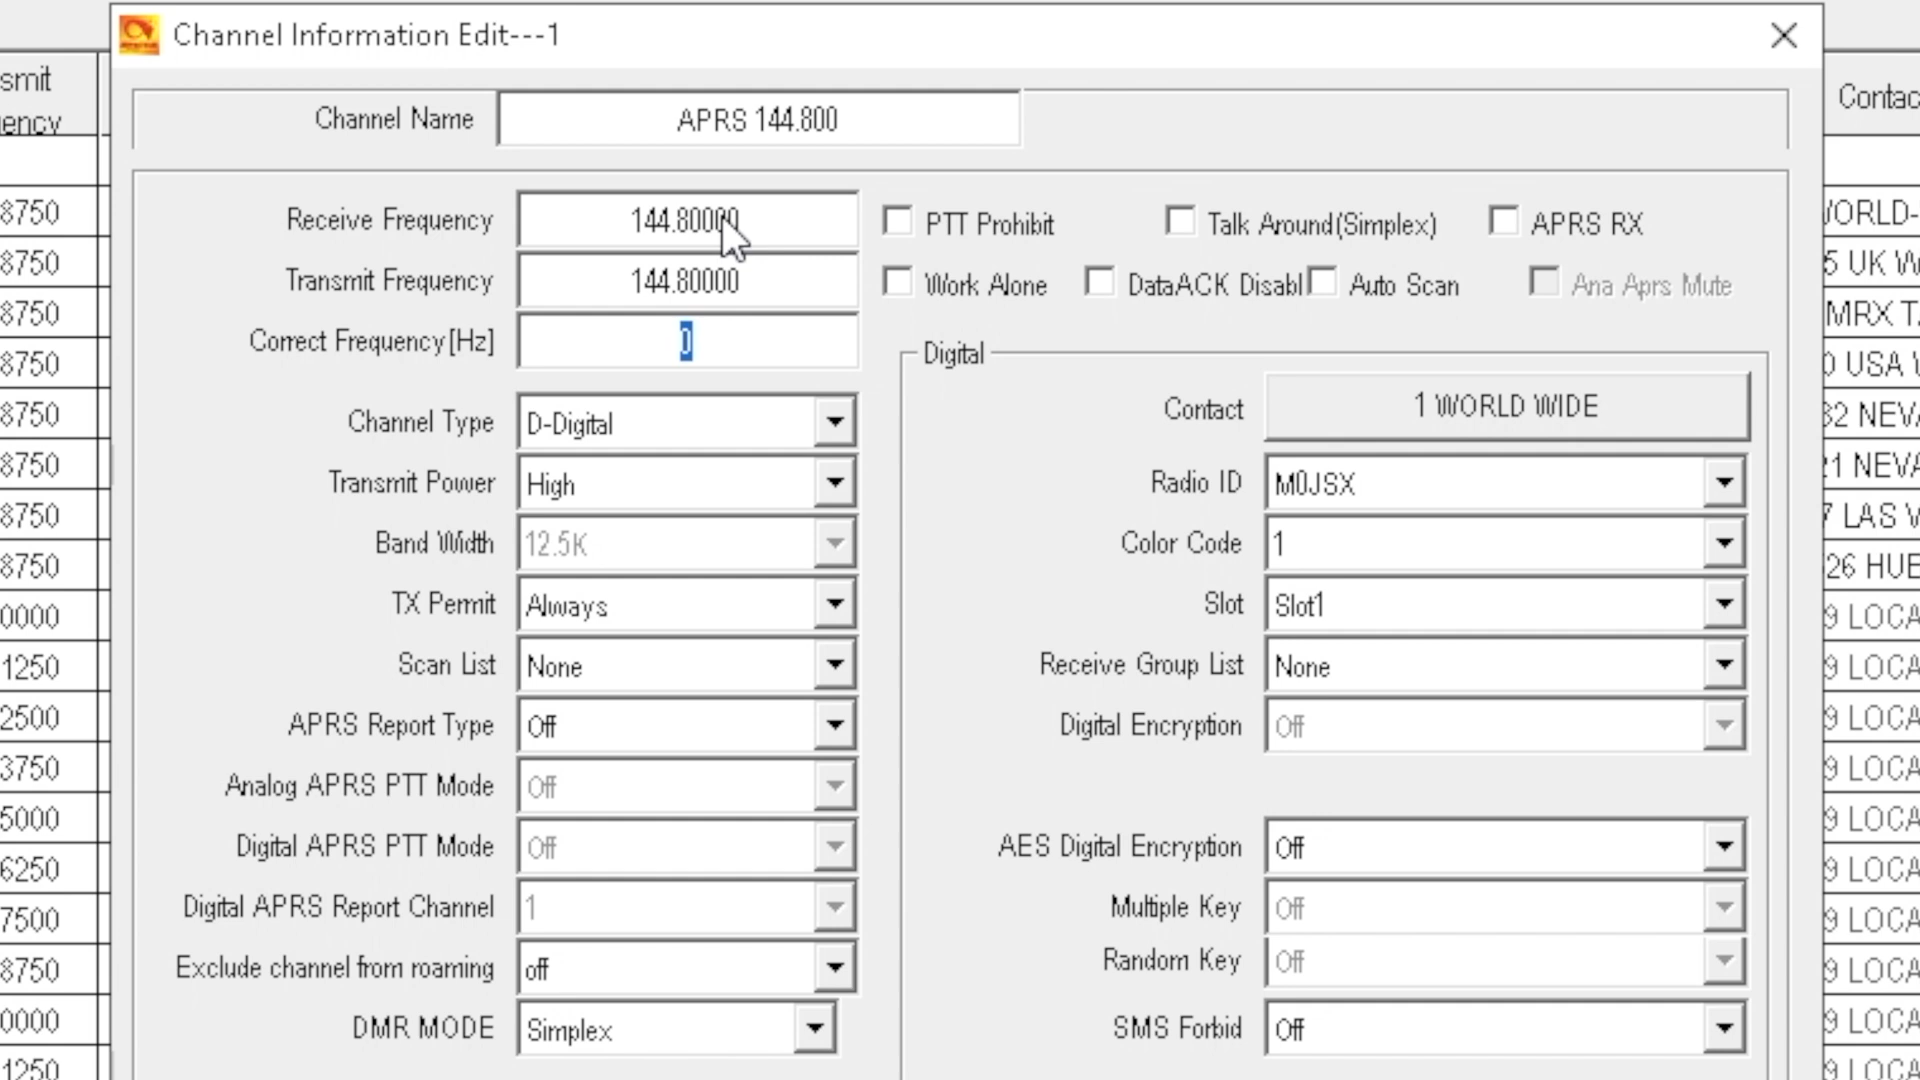 Channel Information Edit---1
smit
ency
Contac
Channel Name APRS 144.800
Receive Frequency 144.80000 PTT Prohibit Talk Around(Simplex) APRS RX
Transmit Frequency 144.80000 Work Alone DataACK Disabl Auto Scan Ana Aprs Mute
Correct Frequency[Hz] 0
Digital
Contact 1 WORLD WIDE
Channel Type D-Digital
Transmit Power High Radio ID M0JSX
Band Width 12.5K Color Code 1
TX Permit Always Slot Slot1
Scan List None Receive Group List None
APRS Report Type Off Digital Encryption Off
Analog APRS PTT Mode Off
Digital APRS PTT Mode Off AES Digital Encryption Off
Digital APRS Report Channel 1 Multiple Key Off
Exclude channel from roaming off Random Key Off
DMR MODE Simplex SMS Forbid Off
8750
8750
8750
8750
8750
8750
8750
8750
0000
1250
2500
3750
5000
6250
7500
8750
0000
1250
WORLD-
5 UK W
MRX T
0 USA
32 NEVA
21 NEVA
7 LAS V
26 HUB
9 LOCA
9 LOCA
9 LOCA
9 LOCA
9 LOCA
9 LOCA
9 LOCA
9 LOCA
9 LOCA
9 LOCA